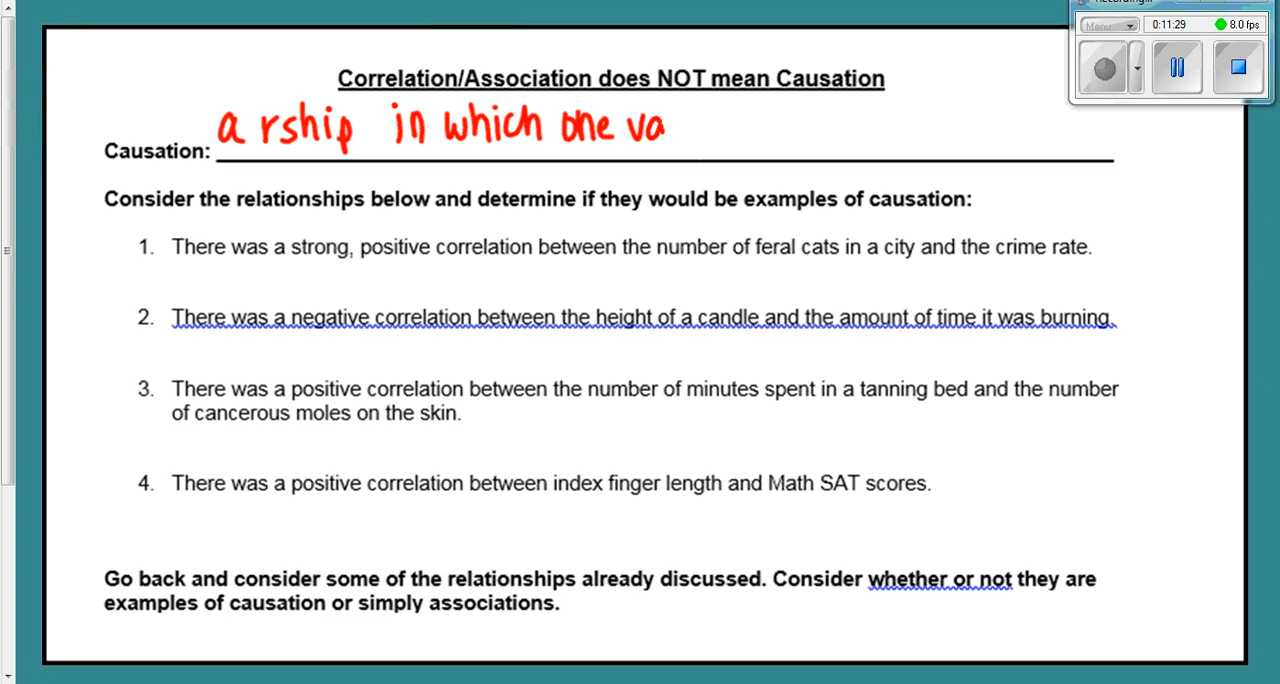 Menu
0:11:29
8.0 fps
Correlation/Association does NOT mean Causation
a rship in which one va
Causation:
Consider the relationships below and determine if they would be examples of causation:
1. There was a strong, positive correlation between the number of feral cats in a city and the crime rate.
2. There was a negative correlation between the height of a candle and the amount of time it was burning.
3. There was a positive correlation between the number of minutes spent in a tanning bed and the number
of cancerous moles on the skin.
4. There was a positive correlation between index finger length and Math SAT scores.
Go back and consider some of the relationships already discussed. Consider whether or not they are
examples of causation or simply associations.